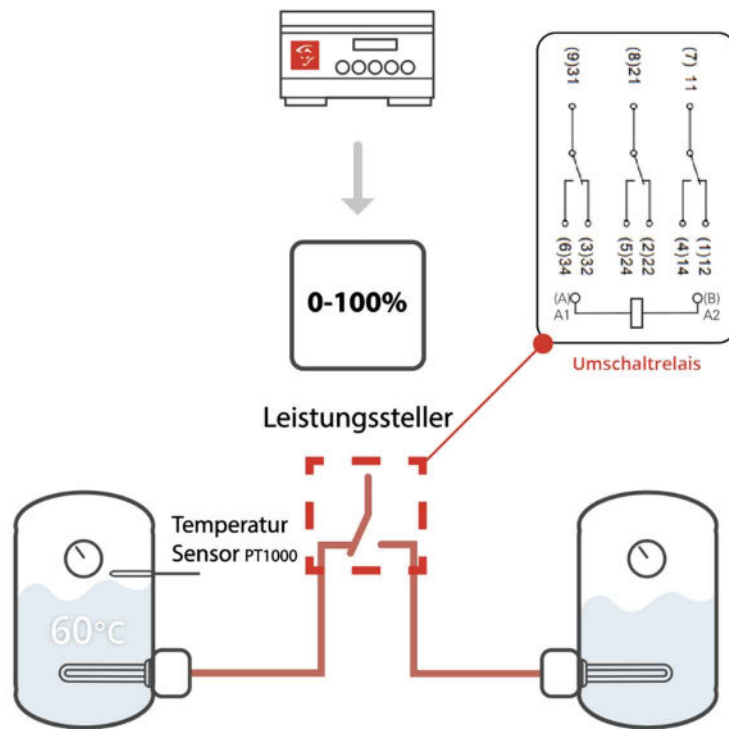 (9)31
(8)21
(7) 11
(6)34
(3)32
(5)24
(2)22
(4)14
(1)12
(A)
A1
(B)
A2
Umschaltrelais
0-100%
Leistungssteller
Temperatur
Sensor PT1000
60°C